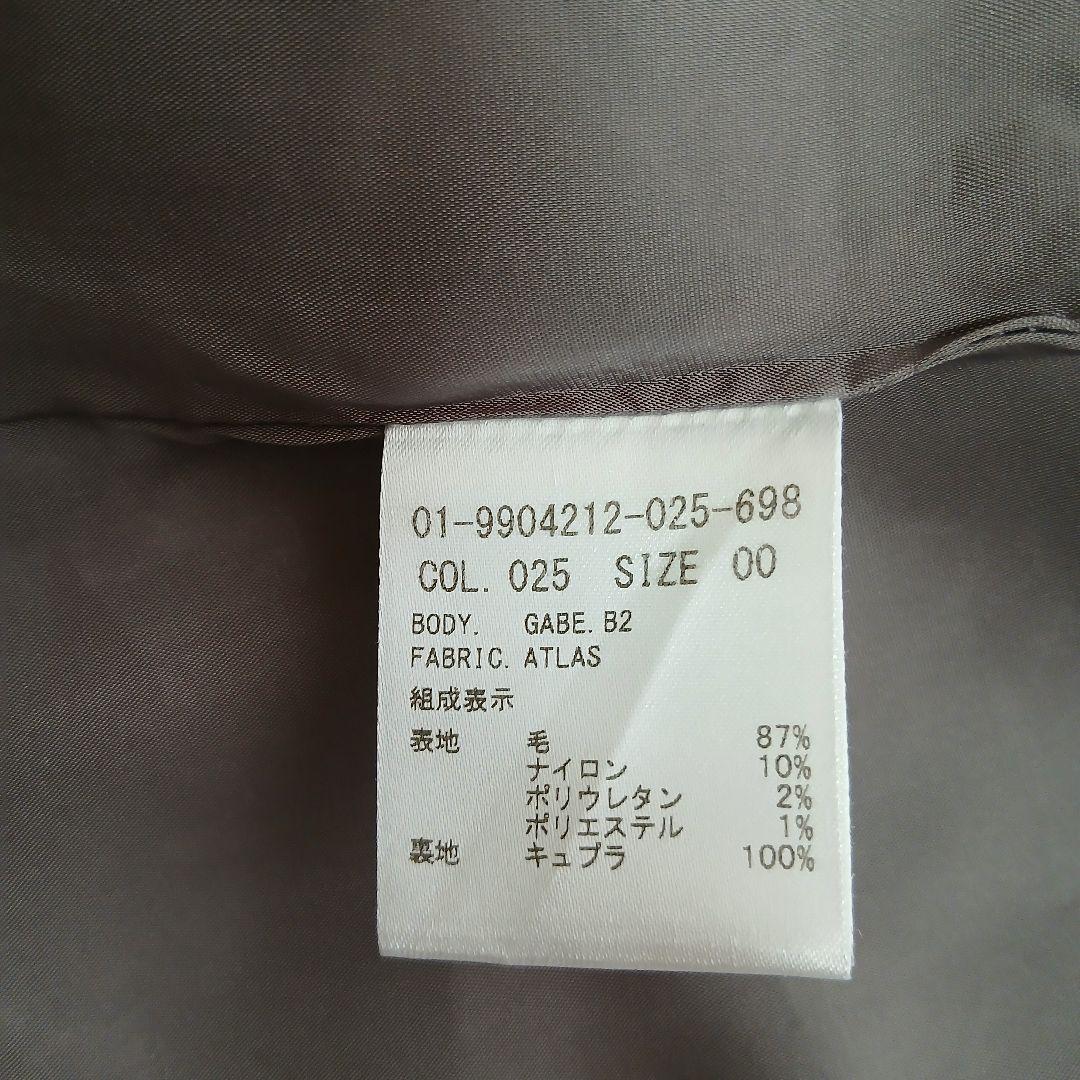 01-9904212-025-698
COL. 025 SIZE 00
BODY. GABE. B2
FABRIC. ATLAS
組成表示
表地 毛 87%
ナイロン 10%
ポリウレタン 2%
ポリエステル 1%
裏地 キュプラ 100%